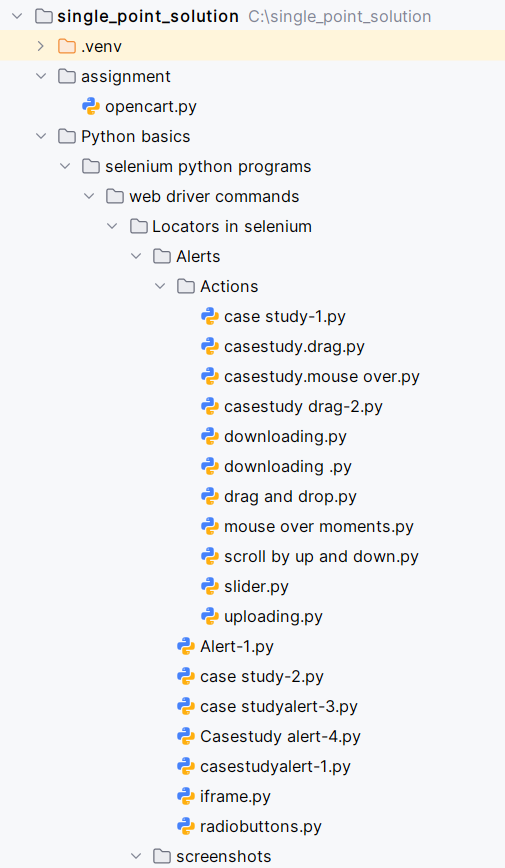 single_point_solution C:\single_point_solution
.venv
assignment
opencart.py
Python basics
selenium python programs
web driver commands
Locators in selenium
Alerts
Actions
case study-1.py
casestudy.drag.py
casestudy.mouse over.py
casestudy drag-2.py
downloading.py
downloading .py
drag and drop.py
mouse over moments.py
scroll by up and down.py
slider.py
uploading.py
Alert-1.py
case study-2.py
case studyalert-3.py
Casestudy alert-4.py
casestudyalert-1.py
iframe.py
radiobuttons.py
screenshots